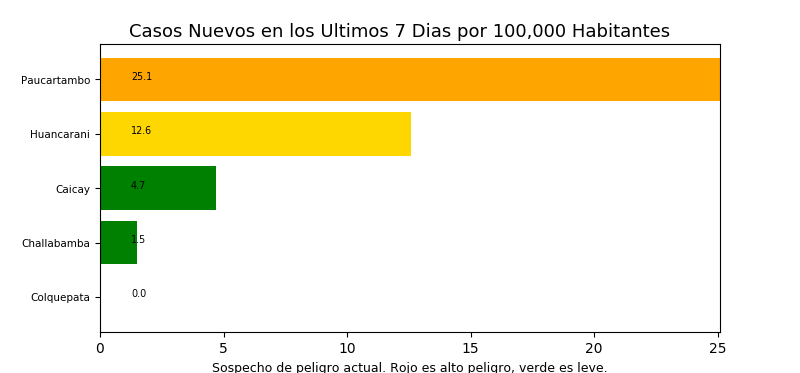 Casos Nuevos en los Ultimos 7 Dias por 100,000 Habitantes
Paucartambo 25.1
Huancarani 12.6
Caicay 4.7
Challabamba 1.5
Colquepata 0.0
0 5 10 15 20 25
Sospecho de peligro actual. Rojo es alto peligro, verde es leve.